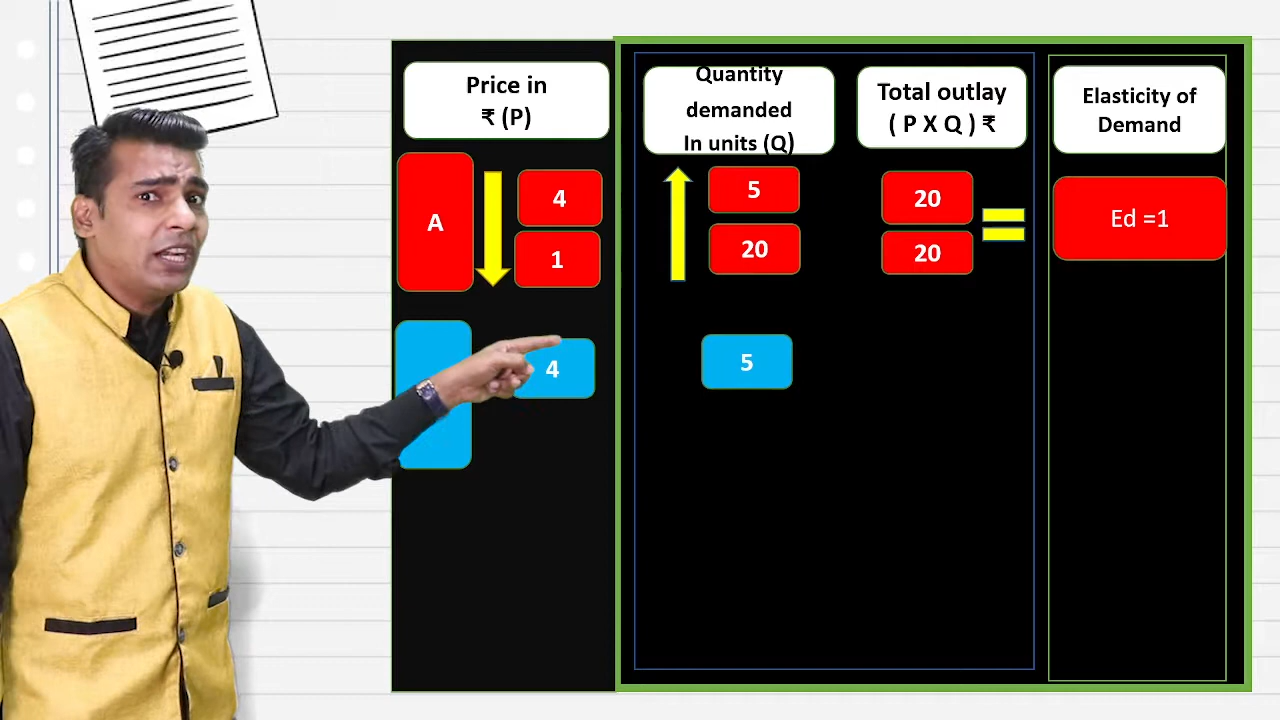 Price in
₹ (P)
Quantity
demanded
In units (Q)
Total outlay
( P X Q ) ₹
Elasticity of
Demand
A
4
5
20
Ed =1
1
20
20
4
5